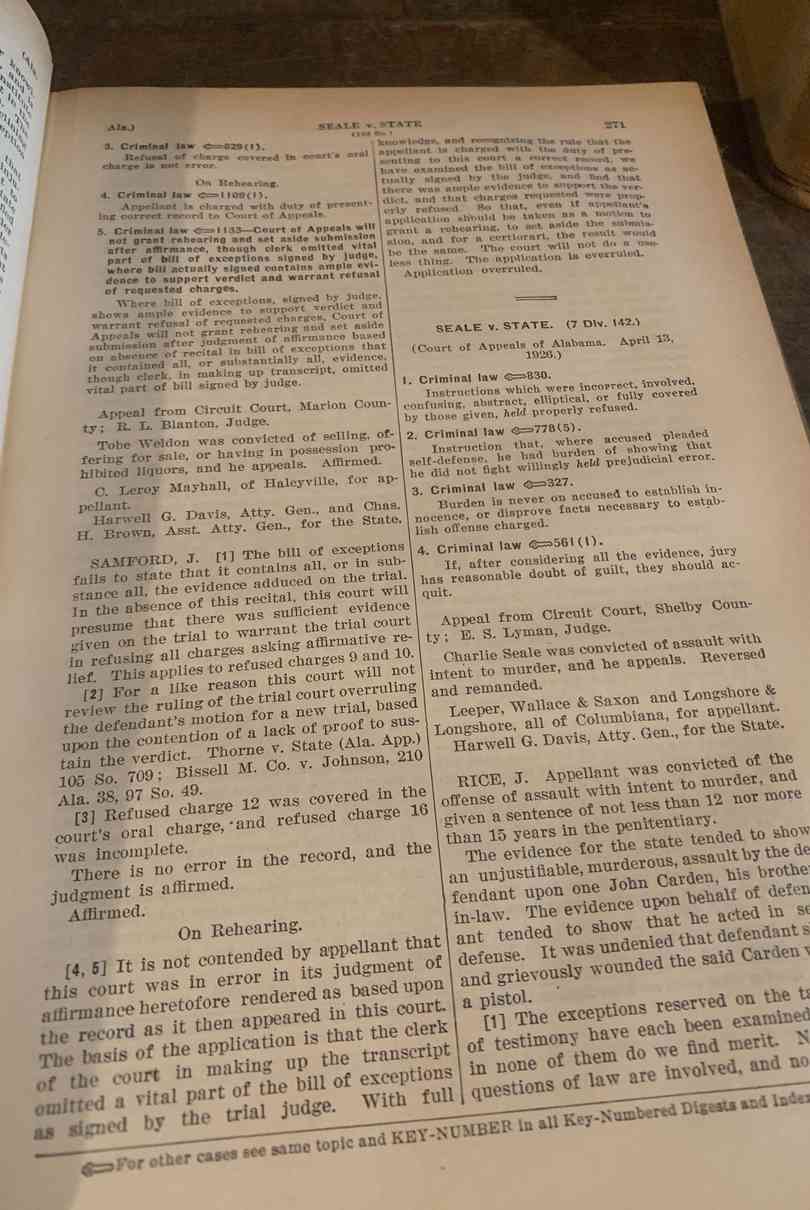 Ala.)
SEALE v. STATE
271
3. Criminal law 829(1).
Refusal of charge covered in court's oral
charge is not error.
On Rehearing.
4. Criminal law 1109(1).
Appellant is charged with duty of present-
ing correct record to Court of Appeals.
5. Criminal law 1133—Court of Appeals will
not grant rehearing and set aside submission
after affirmance, though clerk omitted vital
part of bill of exceptions signed by judge,
where bill actually signed contains ample evi-
dence to support verdict and warrant refusal
of requested charges.
Where bill of exceptions, signed by judge,
shows ample evidence to support verdict and
warrant refusal of requested charges, Court of
Appeals will not grant rehearing and set aside
submission after judgment of affirmance based
on absence of recital in bill of exceptions that
it contained all, or substantially all, evidence,
though clerk, in making up transcript, omitted
vital part of bill signed by judge.
Appeal from Circuit Court, Marion Coun-
ty; R. L. Blanton, Judge.
Tobe Weldon was convicted of selling, of-
fering for sale, or having in possession pro-
hibited liquors, and he appeals. Affirmed.
C. Leroy Mayhall, of Haleyville, for ap-
pellant.
Harwell G. Davis, Atty. Gen., and Chas.
H. Brown, Asst. Atty. Gen., for the State.
SAMFORD, J. [1] The bill of exceptions
fails to state that it contains all, or in sub-
stance all, the evidence adduced on the trial.
In the absence of this recital, this court will
presume that there was sufficient evidence
given on the trial to warrant the trial court
in refusing all charges asking affirmative re-
lief. This applies to refused charges 9 and 10.
[2] For a like reason this court will not
review the ruling of the trial court overruling
the defendant's motion for a new trial, based
upon the contention of a lack of proof to sus-
tain the verdict. Thorne v. State (Ala. App.)
105 So. 709; Bissell M. Co. v. Johnson, 210
Ala. 38, 97 So. 49.
[3] Refused charge 12 was covered in the
court's oral charge, and refused charge 16
was incomplete.
There is no error in the record, and the
judgment is affirmed.
Affirmed.
On Rehearing.
[4, 5] It is not contended by appellant that
this court was in error in its judgment of
affirmance heretofore rendered as based upon
the record as it then appeared in this court.
The basis of the application is that the clerk
of the court in making up the transcript
omitted a vital part of the bill of exceptions
as signed by the trial judge. With full
knowledge, and recognizing the rule that the
appellant is charged with the duty of pre-
senting to this court a correct record, we
have examined the bill of exceptions as ac-
tually signed by the judge, and find that
there was ample evidence to support the ver-
dict, and that charges requested were prop-
erly refused. So that, even if appellant's
application should be taken as a motion to
grant a rehearing, to set aside the submis-
sion, and for a certiorari, the result would
be the same. The court will not do a use-
less thing. The application is overruled.
Application overruled.
SEALE v. STATE. (7 Div. 142.)
(Court of Appeals of Alabama. April 13,
1926.)
1. Criminal law 830.
Instructions which were incorrect, involved,
confusing, abstract, elliptical, or fully covered
by those given, held properly refused.
2. Criminal law 778(5).
Instruction that, where accused pleaded
self-defense, he had burden of showing that
he did not fight willingly held prejudicial error.
3. Criminal law 327.
Burden is never on accused to establish in-
nocence, or disprove facts necessary to estab-
lish offense charged.
4. Criminal law 561(1).
If, after considering all the evidence, jury
has reasonable doubt of guilt, they should ac-
quit.
Appeal from Circuit Court, Shelby Coun-
ty; E. S. Lyman, Judge.
Charlie Seale was convicted of assault with
intent to murder, and he appeals. Reversed
and remanded.
Leeper, Wallace & Saxon and Longshore &
Longshore, all of Columbiana, for appellant.
Harwell G. Davis, Atty. Gen., for the State.
RICE, J. Appellant was convicted of the
offense of assault with intent to murder, and
given a sentence of not less than 12 nor more
than 15 years in the penitentiary.
The evidence for the state tended to show
an unjustifiable, murderous, assault by the de
fendant upon one John Carden, his brothe
in-law. The evidence upon behalf of defen
ant tended to show that he acted in se
defense. It was undenied that defendant s
and grievously wounded the said Carden
a pistol.
[1] The exceptions reserved on the ta
of testimony have each been examined
in none of them do we find merit. N
questions of law are involved, and no
For other cases see same topic and KEY-NUMBER in all Key-Numbered Digests and Index